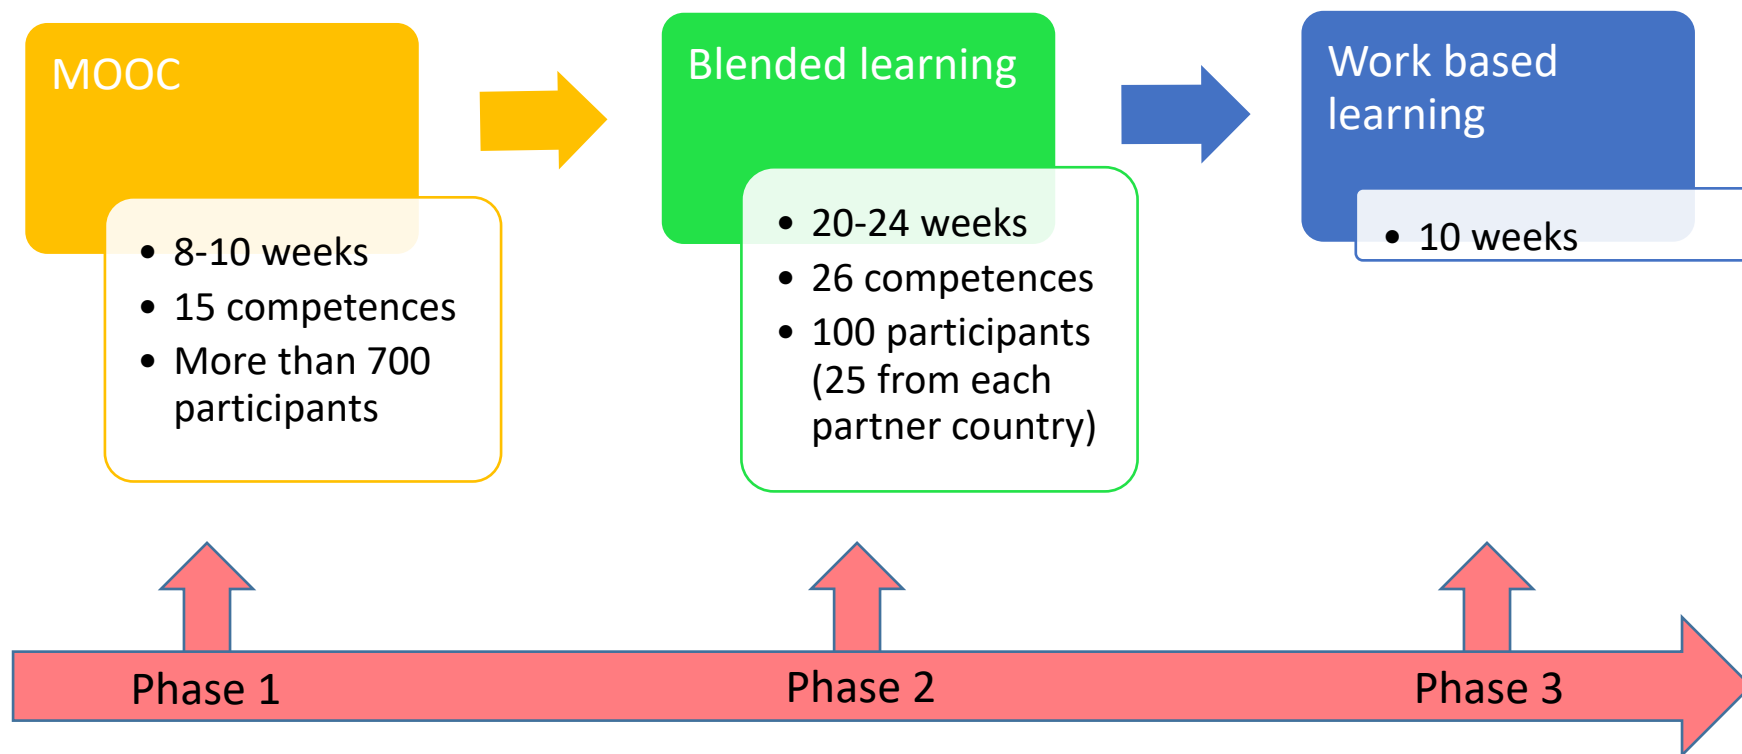 MOOC
• 8-10 weeks
• 15 competences
• More than 700
participants
Blended learning
• 20-24 weeks
• 26 competences
• 100 participants
(25 from each
partner country)
Work based
learning
• 10 weeks
Phase 1
Phase 2
Phase 3